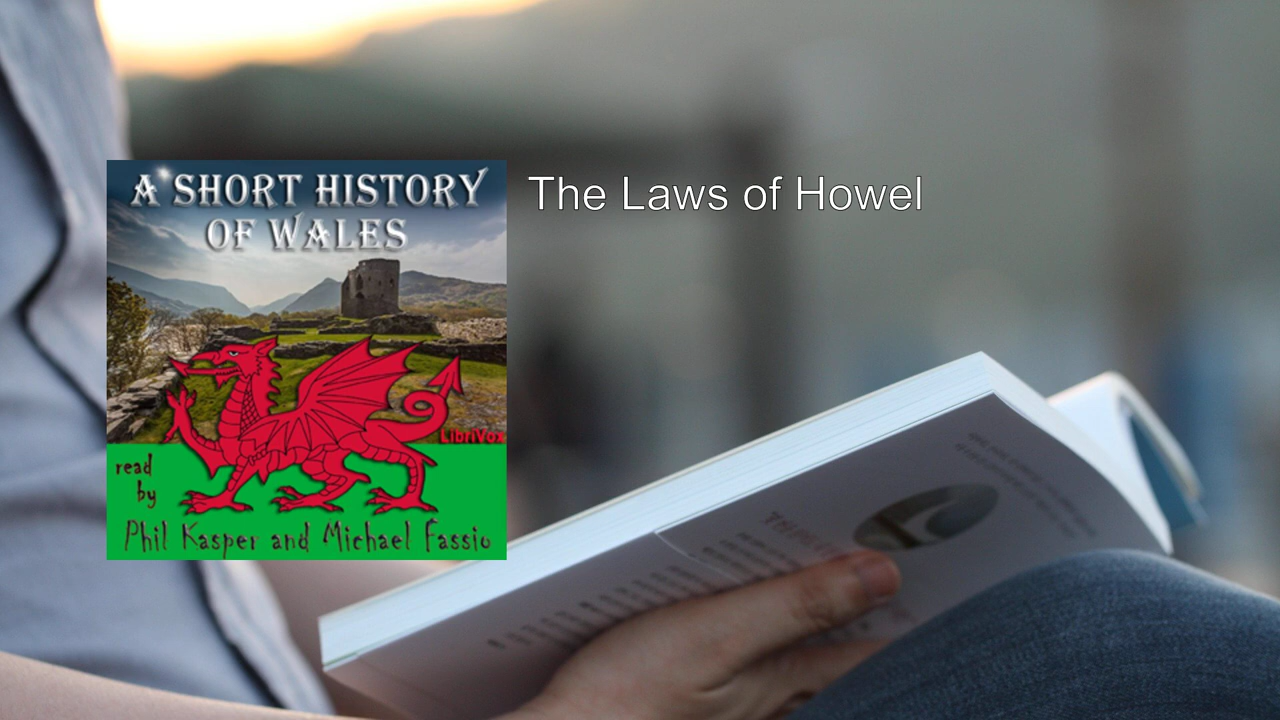 A SHORT HISTORY
OF WALES
The Laws of Howel
LibriVox
read
by
Phil Kasper and Michael Fassio